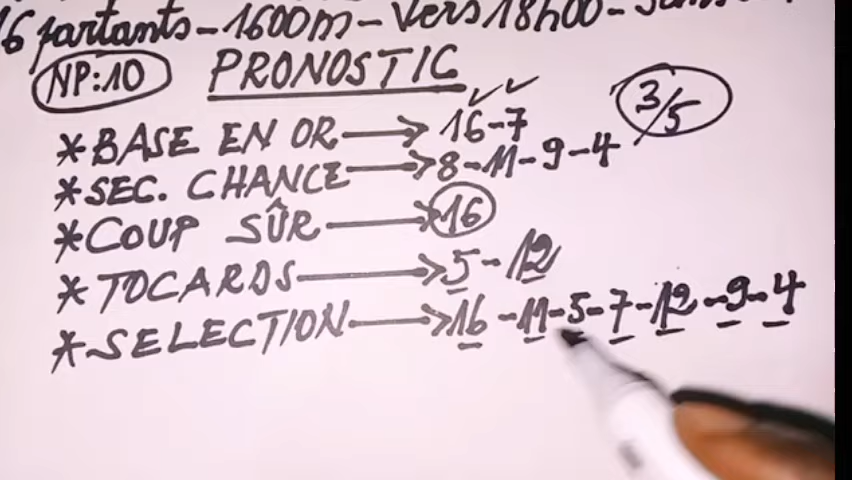 16 partants - 1600m - Vers 18h00 -
NP:10 PRONOSTIC
3/5
*BASE EN OR → 16-7
*SEC. CHANCE → 8-11-9-4
*COUP SÛR → 16
*TOCARDS → 5-12
*SELECTION → 16-11-5-7-12-9-4